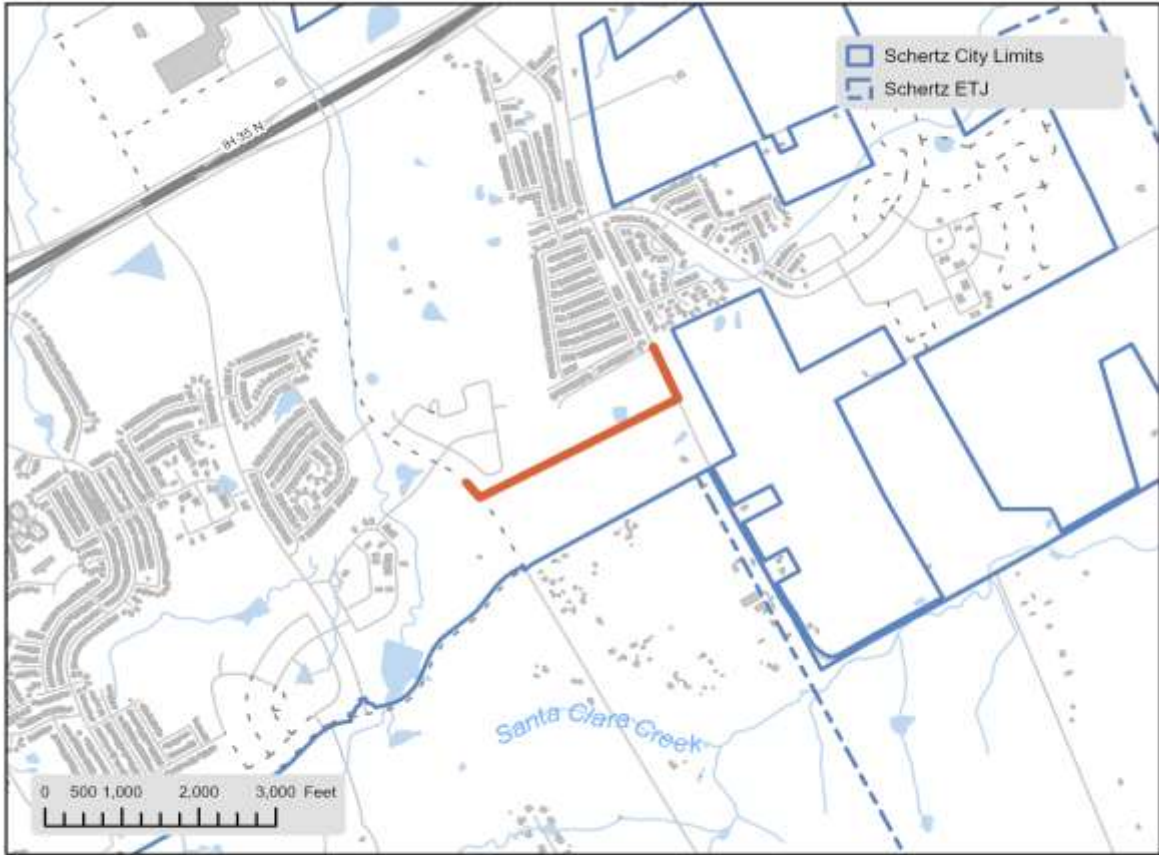 Schertz City Limits
Schertz ETJ
IH 35 N
Santa Clara Creek
0 500 1,000 2,000 3,000 Feet